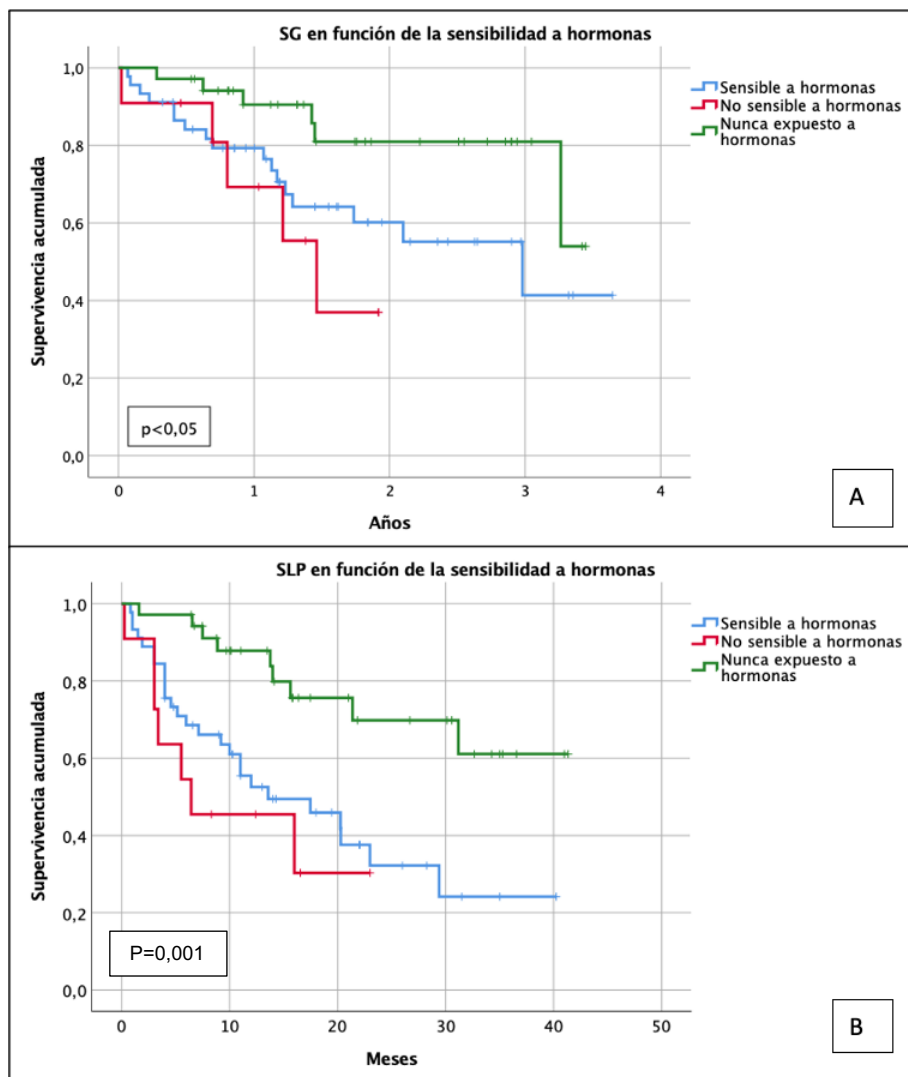 SG en función de la sensibilidad a hormonas
Sensible a hormonas
No sensible a hormonas
Nunca expuesto a
hormonas
Supervivencia acumulada
1,0
0,8
0,6
0,4
0,2
0,0
p<0,05
0 1 2 3 4
Años
A
SLP en función de la sensibilidad a hormonas
Sensible a hormonas
No sensible a hormonas
Nunca expuesto a
hormonas
Supervivencia acumulada
1,0
0,8
0,6
0,4
0,2
0,0
P=0,001
0 10 20 30 40 50
Meses
B